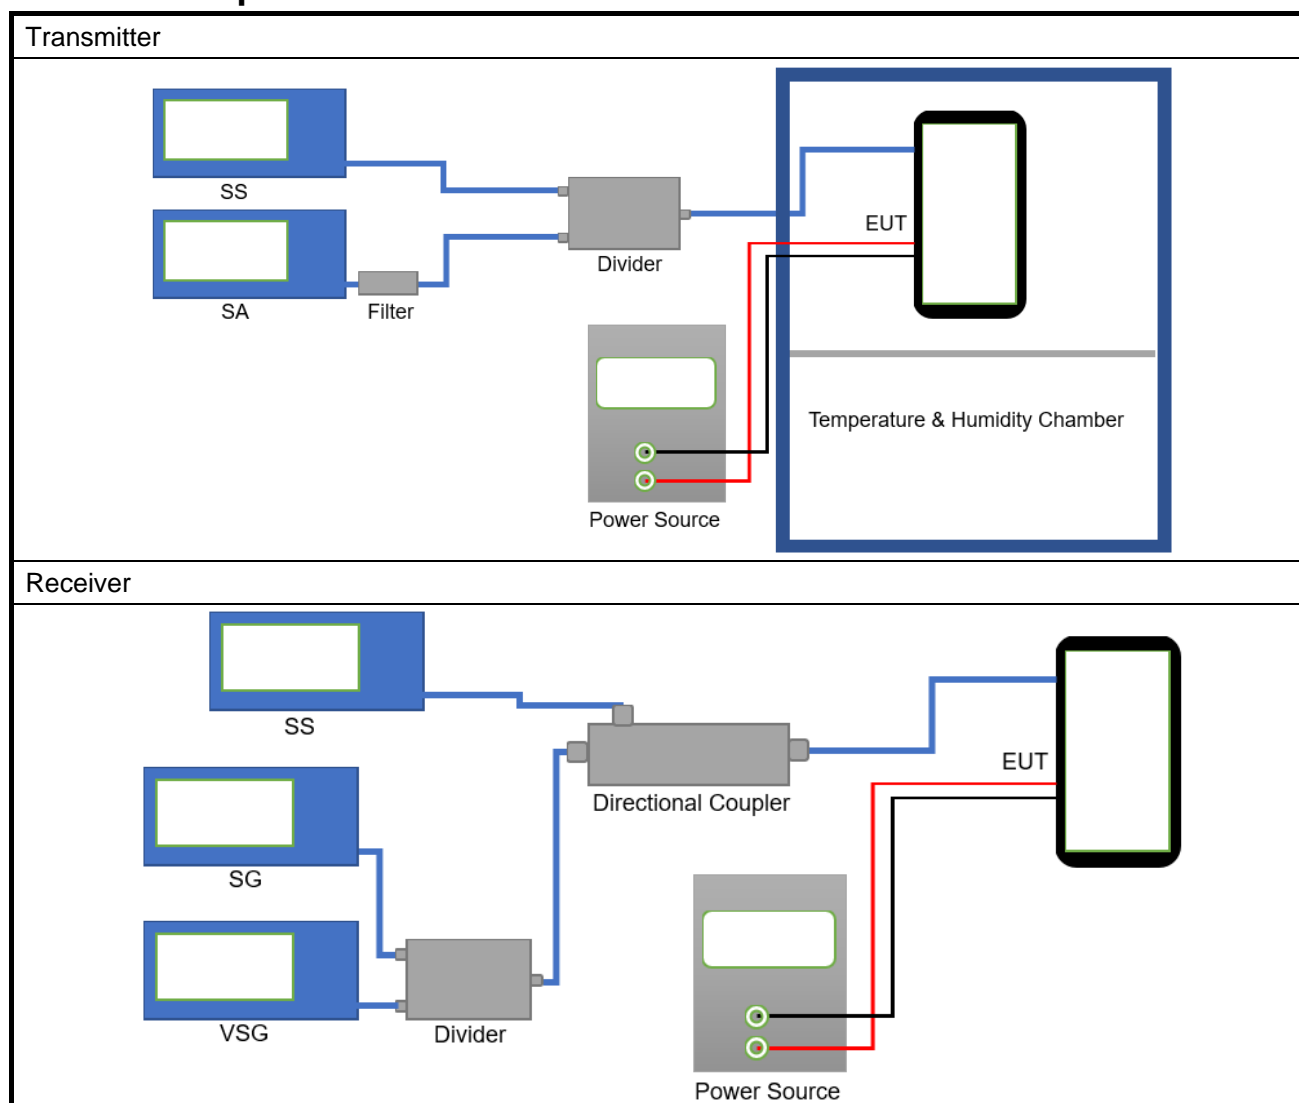 Transmitter
SS
EUT
Divider
SA
Filter
Temperature & Humidity Chamber
Power Source
Receiver
SS
EUT
Directional Coupler
SG
VSG
Divider
Power Source